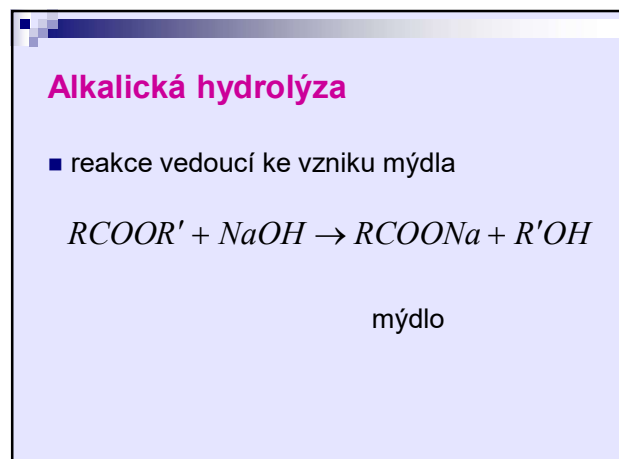 Alkalická hydrolýza
reakce vedoucí ke vzniku mýdla
RCOOR′ + NaOH → RCOONa + R′OH
mýdlo